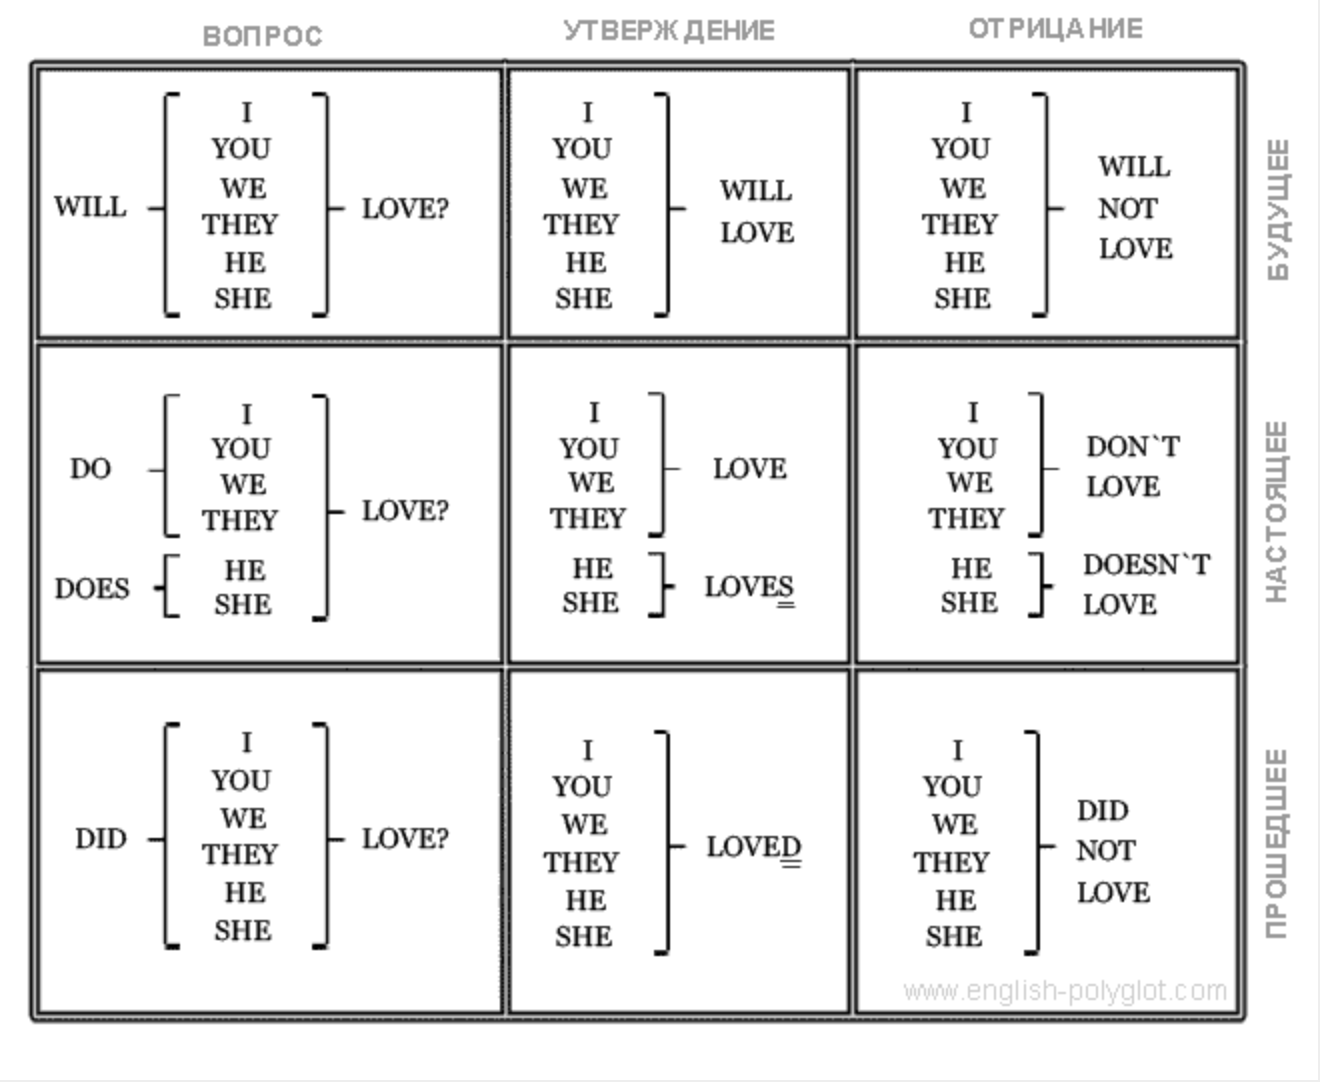 ВОПРОС
УТВЕРЖДЕНИЕ
ОТРИЦАНИЕ
WILL
I
YOU
WE
THEY
HE
SHE
LOVE?
I
YOU
WE
THEY
HE
SHE
WILL
LOVE
I
YOU
WE
THEY
HE
SHE
WILL
NOT
LOVE
БУДУЩЕЕ
DO
I
YOU
WE
THEY
DOES
HE
SHE
LOVE?
I
YOU
WE
THEY
LOVE
HE
SHE
LOVES
I
YOU
WE
THEY
DON`T
LOVE
HE
SHE
DOESN`T
LOVE
НАСТОЯЩЕЕ
DID
I
YOU
WE
THEY
HE
SHE
LOVE?
I
YOU
WE
THEY
HE
SHE
LOVED
I
YOU
WE
THEY
HE
SHE
DID
NOT
LOVE
ПРОШЕДШЕЕ
www.english-polyglot.com